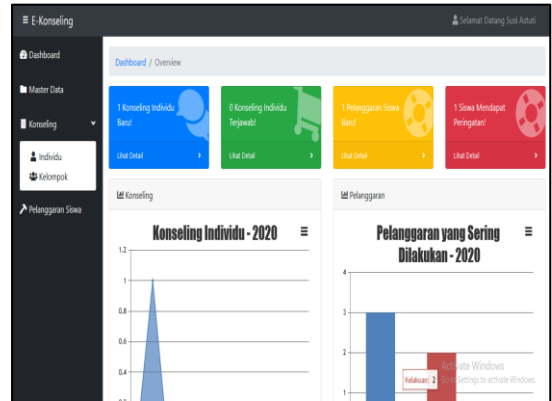 E-Konseling
Selamat Datang Susi Astuti
Dashboard
Master Data
Konseling
Individu
Kelompok
Pelanggaran Siswa
Dashboard / Overview
1 Konseling Individu
Baru!
Lihat Detail
0 Konseling Individu
Terjawab!
Lihat Detail
1 Pelanggaran Siswa
Baru!
Lihat Detail
1 Siswa Mendapat
Peringatan!
Lihat Detail
Konseling
Konseling Individu - 2020
1.2
1
0.8
0.6
0.4
0.2
Pelanggaran
Pelanggaran yang Sering
Dilakukan - 2020
4
3
2
1
Kelakuan: 2
Activate Windows
Go to Settings to activate Windows.